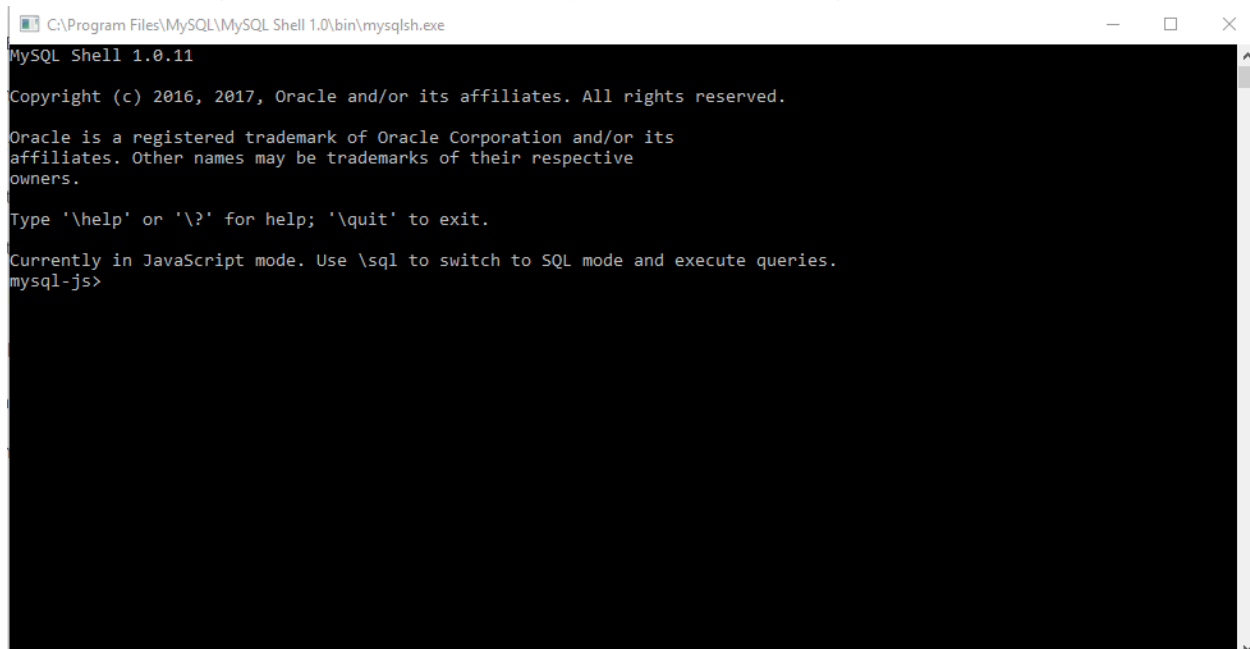 C:\Program Files\MySQL\MySQL Shell 1.0\bin\mysqlsh.exe
MySQL Shell 1.0.11
Copyright (c) 2016, 2017, Oracle and/or its affiliates. All rights reserved.
Oracle is a registered trademark of Oracle Corporation and/or its
affiliates. Other names may be trademarks of their respective
owners.
Type '\help' or '\?' for help; '\quit' to exit.
Currently in JavaScript mode. Use \sql to switch to SQL mode and execute queries.
mysql-js>